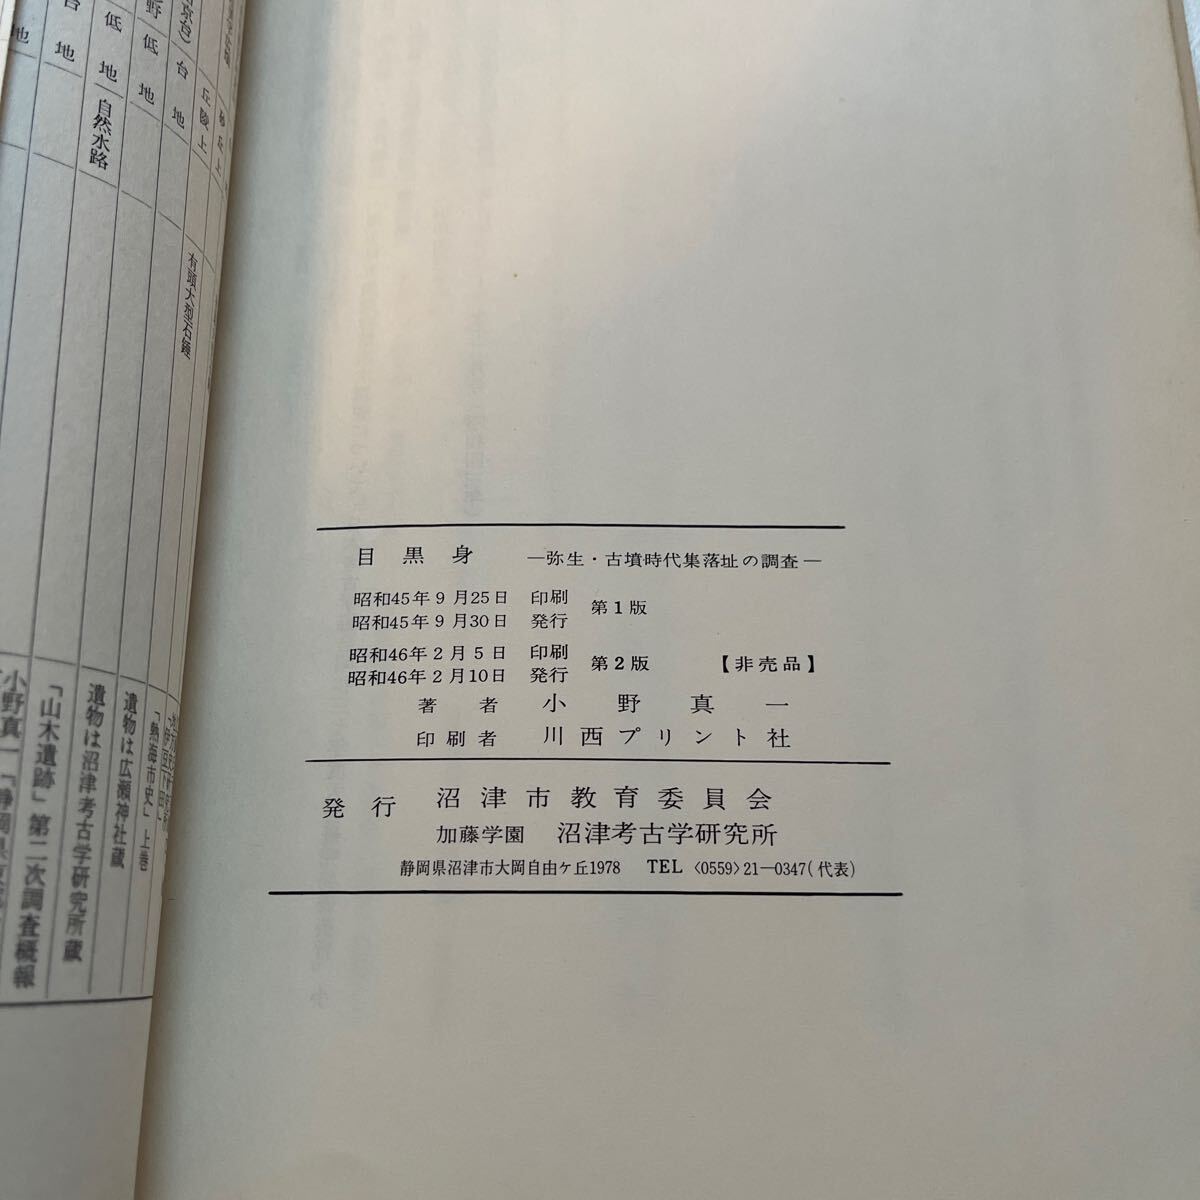 目黒身 ―弥生・古墳時代集落址の調査―
昭和45年9月25日 印刷
昭和45年9月30日 発行
第1版
昭和46年2月5日 印刷
昭和46年2月10日 発行
第2版 【非売品】
著者 小野真一
印刷者 川西プリント社
発行 沼津市教育委員会
加藤学園 沼津考古学研究所
静岡県沼津市大岡自由ケ丘1978 TEL〈0559〉21―0347(代表)
丘陵上
台地
低地
低地
自然水路
台地
地
有頭大型石錘
「熱海市史」上巻
遺物は広瀬神社蔵
遺物は沼津考古学研究所蔵
「山木遺跡」第二次調査概報
小野真一